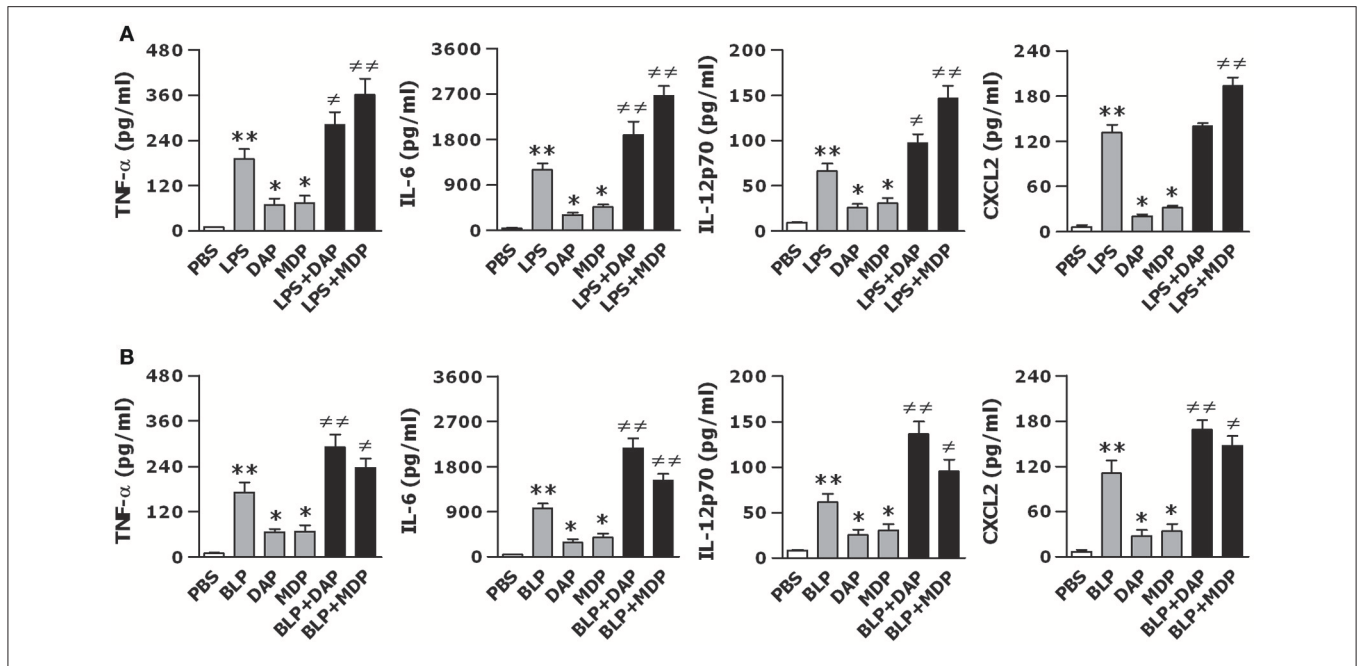 A
TNF-α (pg/ml)
480
360
240
120
0
**
*
*
≠
≠≠
PBS
LPS
DAP
MDP
LPS+DAP
LPS+MDP
IL-6 (pg/ml)
3600
2700
1800
900
0
**
*
*
≠≠
≠≠
PBS
LPS
DAP
MDP
LPS+DAP
LPS+MDP
IL-12p70 (pg/ml)
200
150
100
50
0
**
*
*
≠
≠≠
PBS
LPS
DAP
MDP
LPS+DAP
LPS+MDP
CXCL2 (pg/ml)
240
180
120
60
0
**
*
*
≠≠
PBS
LPS
DAP
MDP
LPS+DAP
LPS+MDP
B
TNF-α (pg/ml)
480
360
240
120
0
**
*
*
≠≠
≠
PBS
BLP
DAP
MDP
BLP+DAP
BLP+MDP
IL-6 (pg/ml)
3600
2700
1800
900
0
**
*
*
≠≠
≠≠
PBS
BLP
DAP
MDP
BLP+DAP
BLP+MDP
IL-12p70 (pg/ml)
200
150
100
50
0
**
*
*
≠≠
≠
PBS
BLP
DAP
MDP
BLP+DAP
BLP+MDP
CXCL2 (pg/ml)
240
180
120
60
0
**
*
*
≠≠
≠
PBS
BLP
DAP
MDP
BLP+DAP
BLP+MDP